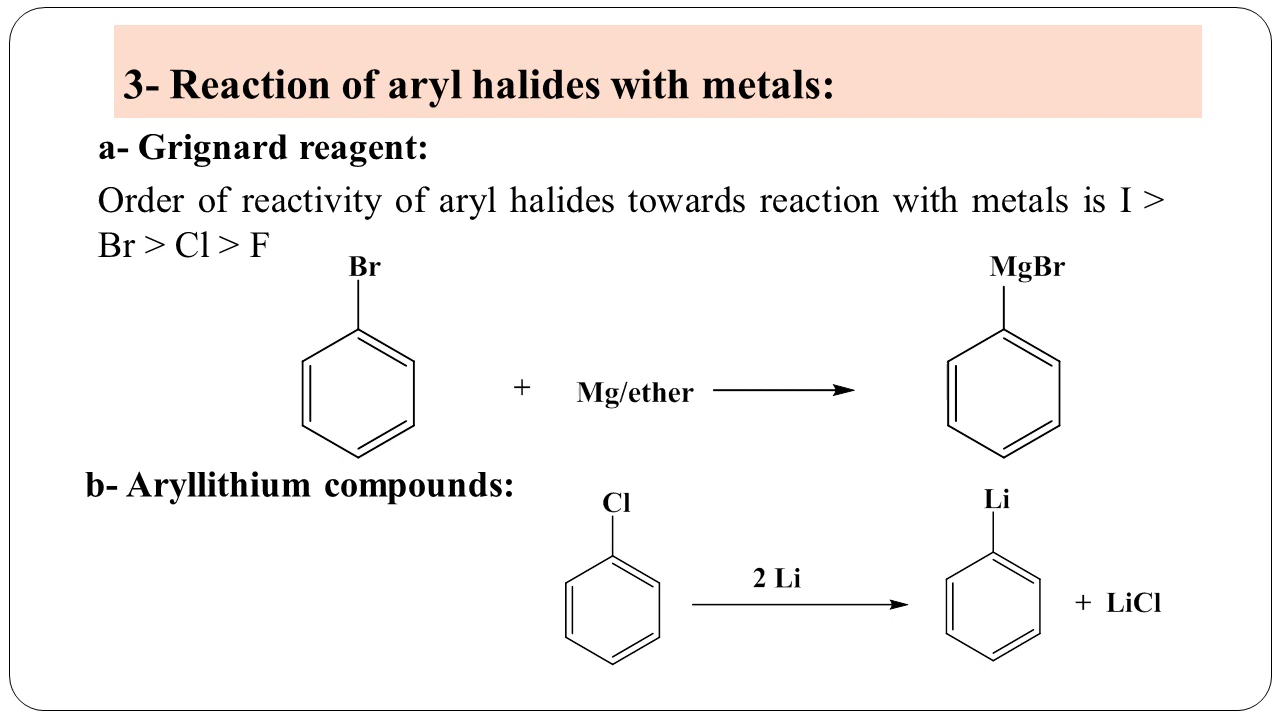 3- Reaction of aryl halides with metals:
a- Grignard reagent:
Order of reactivity of aryl halides towards reaction with metals is I >
Br > Cl > F
Br
MgBr
+ Mg/ether
b- Aryllithium compounds:
Cl
Li
2 Li
+ LiCl